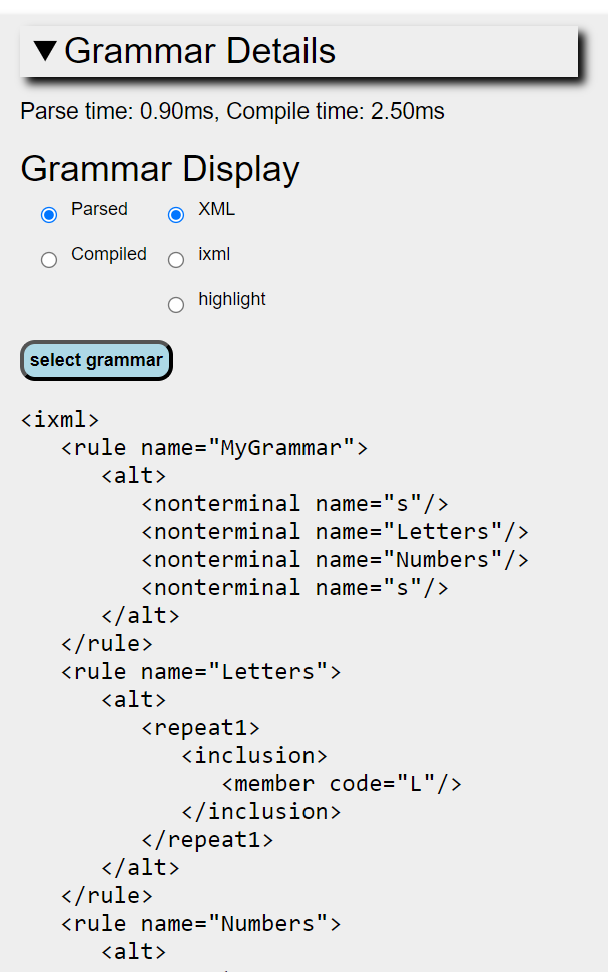 ▼ Grammar Details
Parse time: 0.90ms, Compile time: 2.50ms
Grammar Display
Parsed XML
Compiled ixml
highlight
select grammar
<ixml>
   <rule name="MyGrammar">
      <alt>
         <nonterminal name="s"/>
         <nonterminal name="Letters"/>
         <nonterminal name="Numbers"/>
         <nonterminal name="s"/>
      </alt>
   </rule>
   <rule name="Letters">
      <alt>
         <repeat1>
            <inclusion>
               <member code="L"/>
            </inclusion>
         </repeat1>
      </alt>
   </rule>
   <rule name="Numbers">
      <alt>